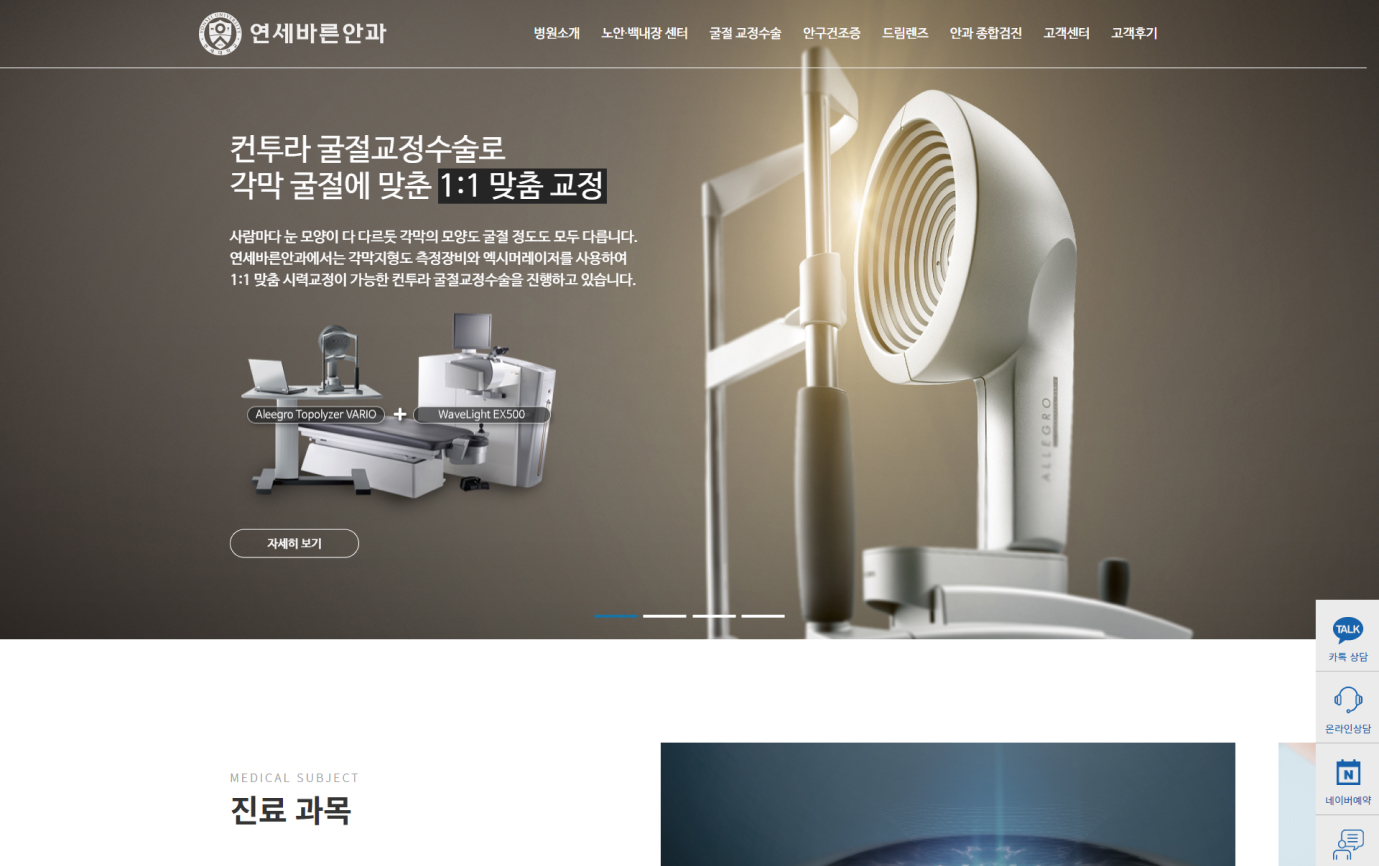 연세바른안과
병원소개 노안·백내장 센터 굴절 교정수술 안구건조증 드림렌즈 안과 종합검진 고객센터 고객후기
컨투라 굴절교정수술로
각막 굴절에 맞춘 1:1 맞춤 교정
사람마다 눈 모양이 다 다르듯 각막의 모양도 굴절 정도도 모두 다릅니다.
연세바른안과에서는 각막지형도 측정장비와 엑시머레이저를 사용하여
1:1 맞춤 시력교정이 가능한 컨투라 굴절교정수술을 진행하고 있습니다.
Aleegro Topolyzer VARIO + WaveLight EX500
자세히 보기
ALLEGRO
TALK
카톡 상담
온라인상담
N
네이버예약
MEDICAL SUBJECT
진료 과목